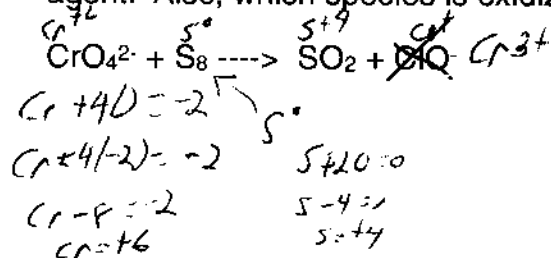 agent? Also, which species is oxidiz
Cr+6 S° S+4
CrO₄²⁻ + S₈ ----> SO₂ + ClO⁻ Cr3+
Cr + 4O = -2 S°
Cr + 4(-2) = -2 S+2O=0
Cr - 8 = -2 S-4=0
Cr = +6 S=+4